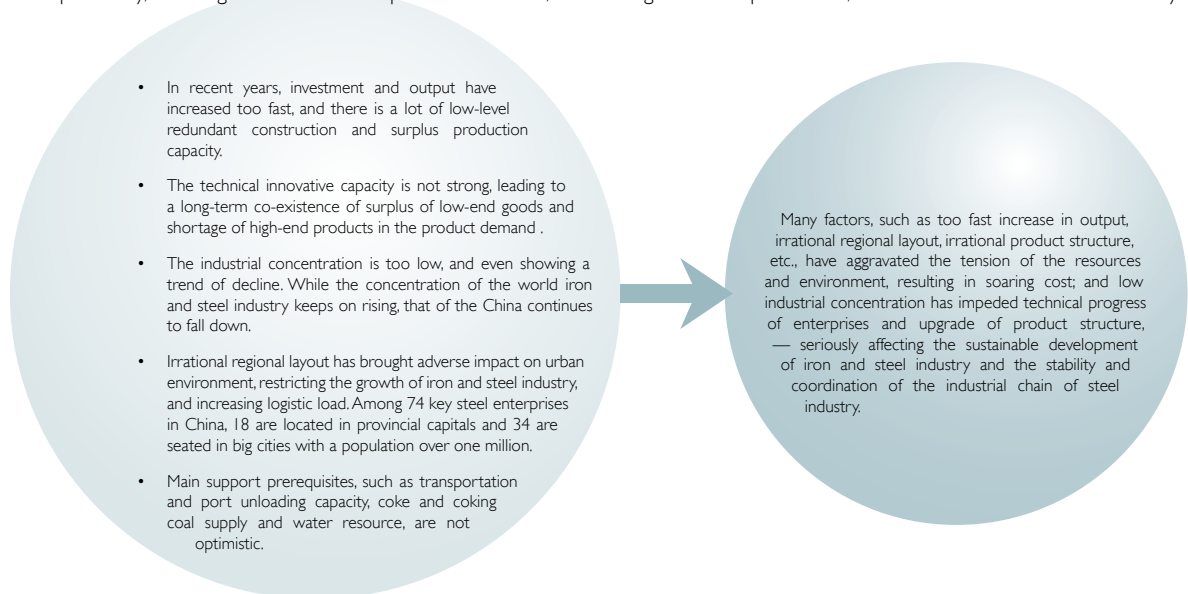 • In recent years, investment and output have
increased too fast, and there is a lot of low-level
redundant construction and surplus production
capacity.
• The technical innovative capacity is not strong, leading to
a long-term co-existence of surplus of low-end goods and
shortage of high-end products in the product demand .
• The industrial concentration is too low, and even showing a
trend of decline. While the concentration of the world iron
and steel industry keeps on rising, that of the China continues
to fall down.
• Irrational regional layout has brought adverse impact on urban
environment, restricting the growth of iron and steel industry,
and increasing logistic load. Among 74 key steel enterprises
in China, 18 are located in provincial capitals and 34 are
seated in big cities with a population over one million.
• Main support prerequisites, such as transportation
and port unloading capacity, coke and coking
coal supply and water resource, are not
optimistic.
Many factors, such as too fast increase in output,
irrational regional layout, irrational product structure,
etc., have aggravated the tension of the resources
and environment, resulting in soaring cost; and low
industrial concentration has impeded technical progress
of enterprises and upgrade of product structure,
— seriously affecting the sustainable development
of iron and steel industry and the stability and
coordination of the industrial chain of steel
industry.